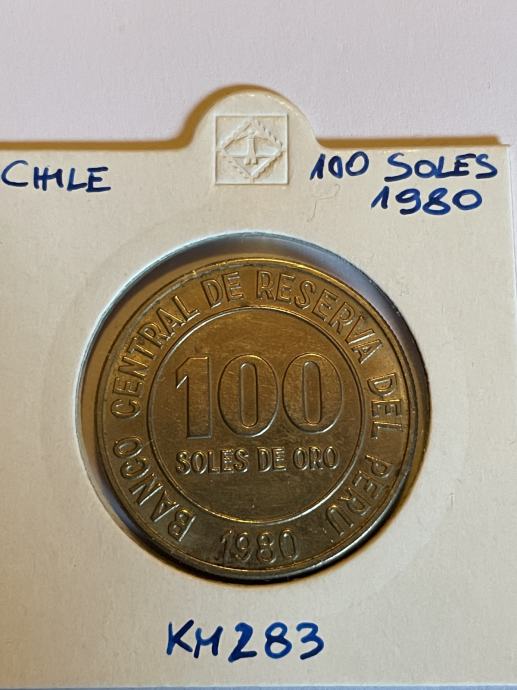 CHILE
100 SOLES
1980
BANCO CENTRAL DE RESERVA DEL PERU
100
SOLES DE ORO
1980
KM283